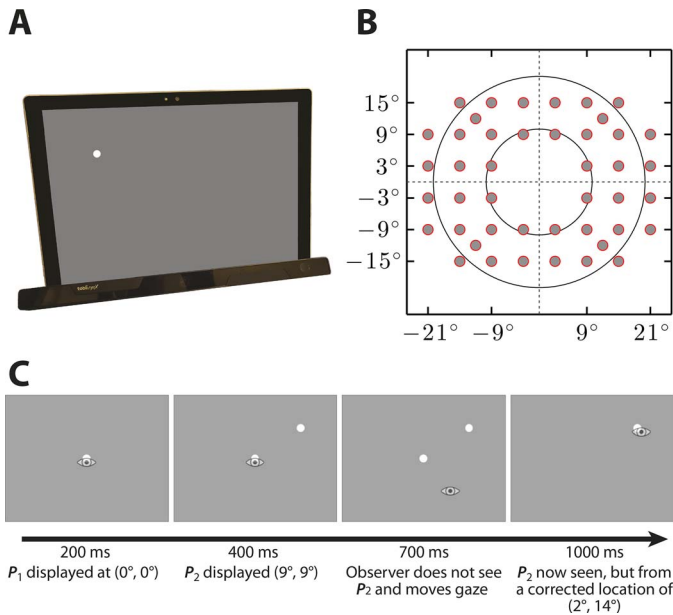 A
B
15°
9°
3°
−3°
−9°
−15°
−21°
−9°
9°
21°
C
200 ms
P1 displayed at (0°, 0°)
400 ms
P2 displayed (9°, 9°)
700 ms
Observer does not see
P2 and moves gaze
1000 ms
P2 now seen, but from
a corrected location of
(2°, 14°)